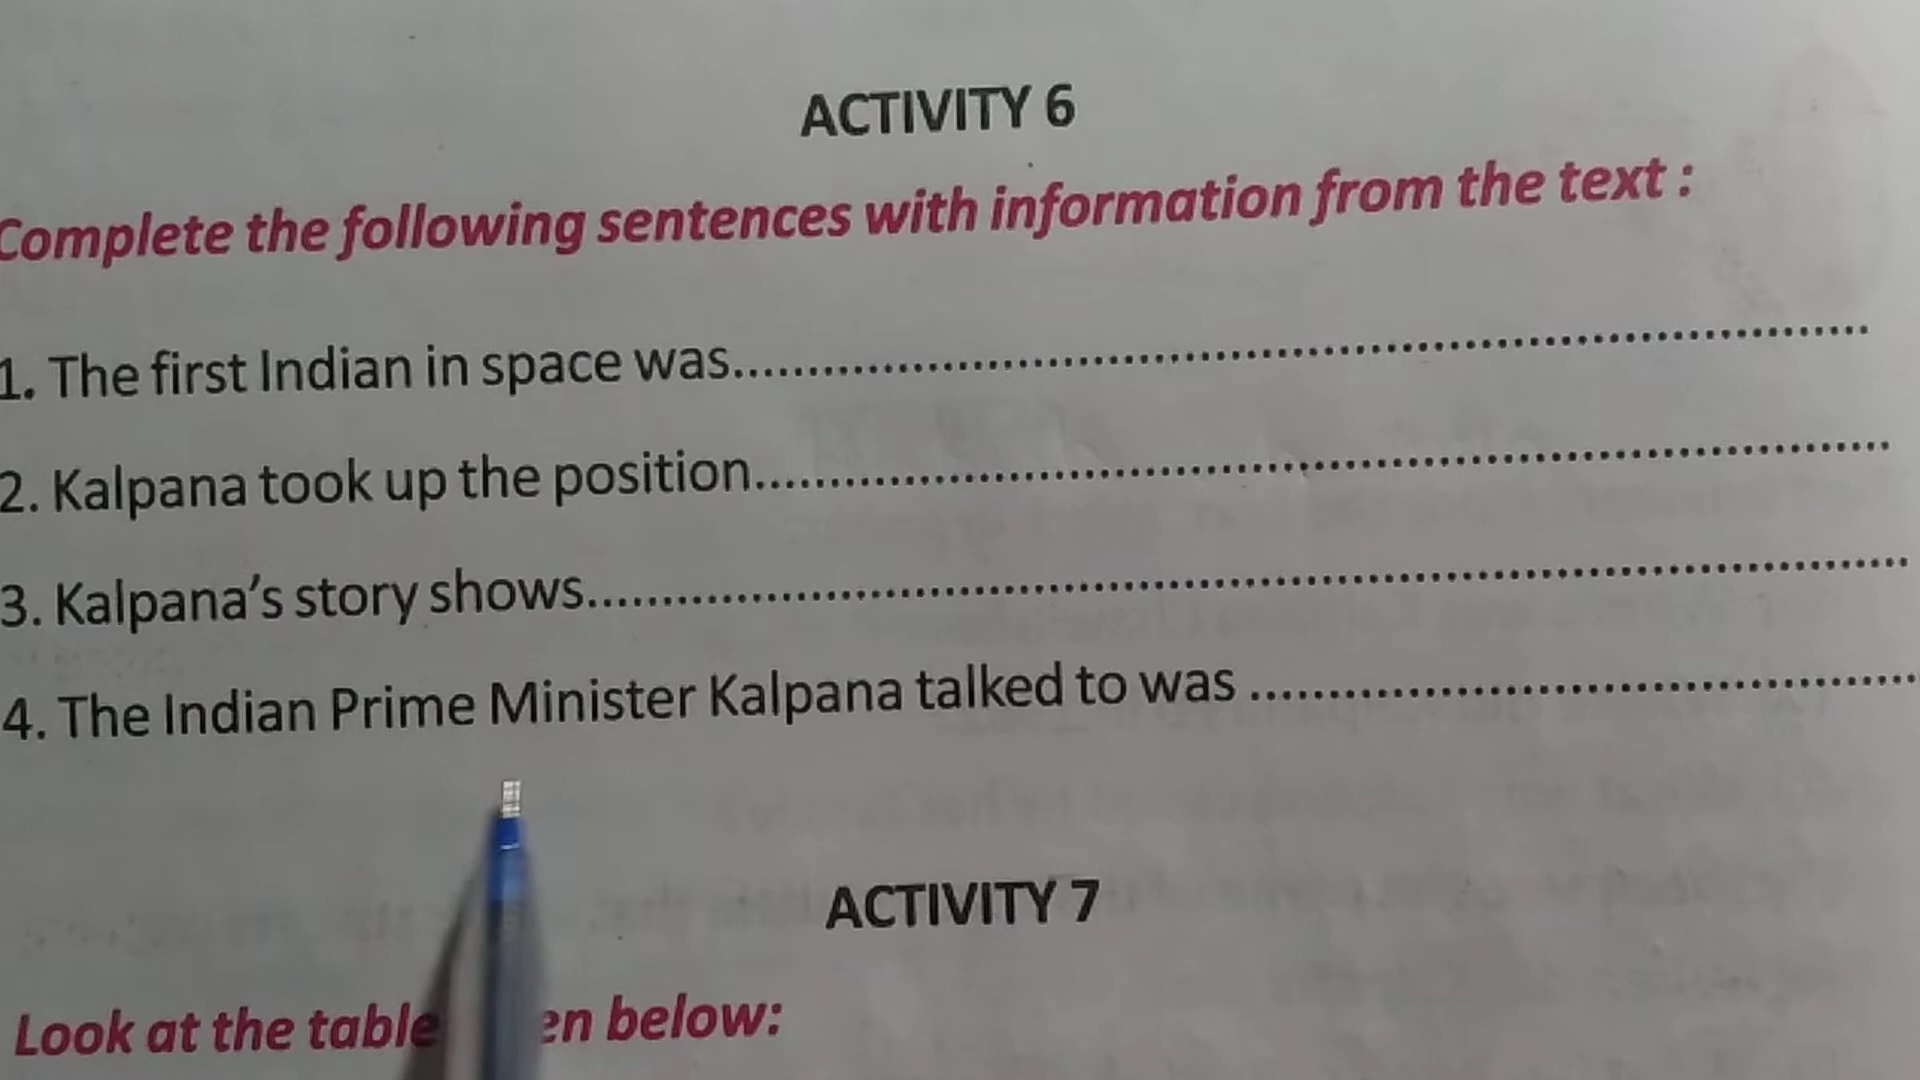 ACTIVITY 6
Complete the following sentences with information from the text :
1. The first Indian in space was................................................................
2. Kalpana took up the position................................................................
3. Kalpana's story shows................................................................
4. The Indian Prime Minister Kalpana talked to was ........................................
ACTIVITY 7
Look at the table en below: